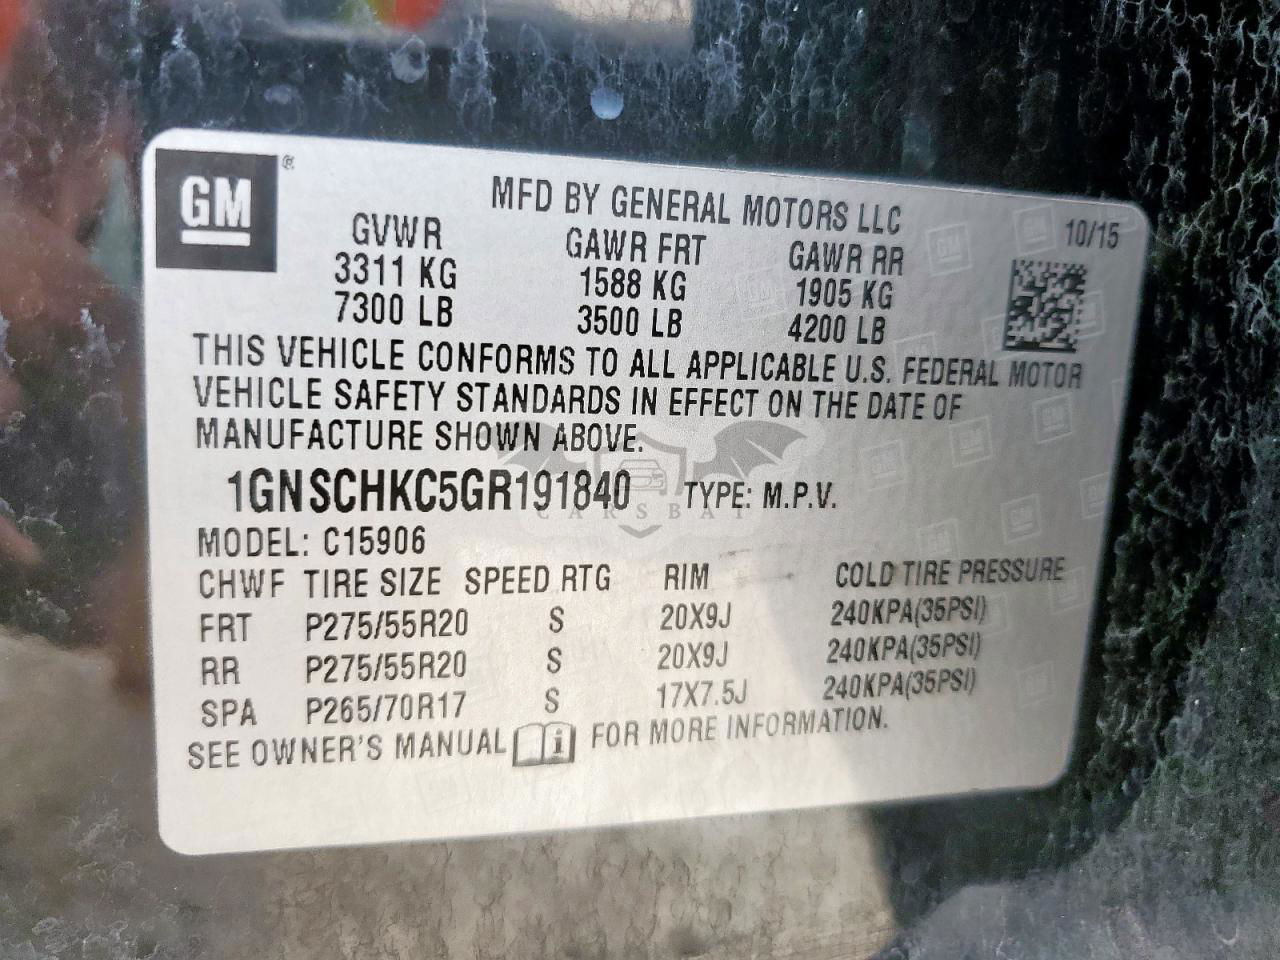 GM ®
MFD BY GENERAL MOTORS LLC
10/15
GVWR GAWR FRT GAWR RR
3311 KG 1588 KG 1905 KG
7300 LB 3500 LB 4200 LB
THIS VEHICLE CONFORMS TO ALL APPLICABLE U.S. FEDERAL MOTOR
VEHICLE SAFETY STANDARDS IN EFFECT ON THE DATE OF
MANUFACTURE SHOWN ABOVE.
1GNSCHKC5GR191840 TYPE: M.P.V.
CARSBAT
MODEL: C15906
CHWF TIRE SIZE SPEED RTG RIM COLD TIRE PRESSURE
FRT P275/55R20 S 20X9J 240KPA(35PSI)
RR P275/55R20 S 20X9J 240KPA(35PSI)
SPA P265/70R17 S 17X7.5J 240KPA(35PSI)
SEE OWNER'S MANUAL i FOR MORE INFORMATION.